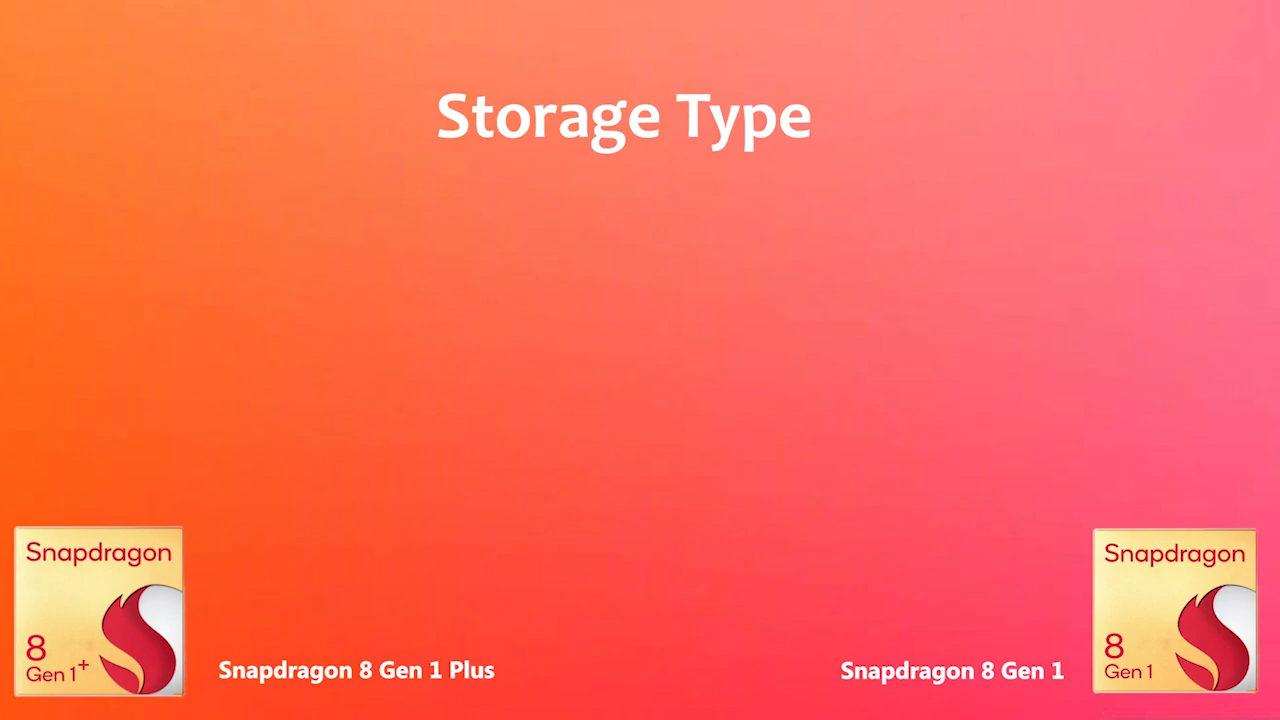 Storage Type
Snapdragon
8
Gen 1+
Snapdragon 8 Gen 1 Plus
Snapdragon 8 Gen 1
Snapdragon
8
Gen 1